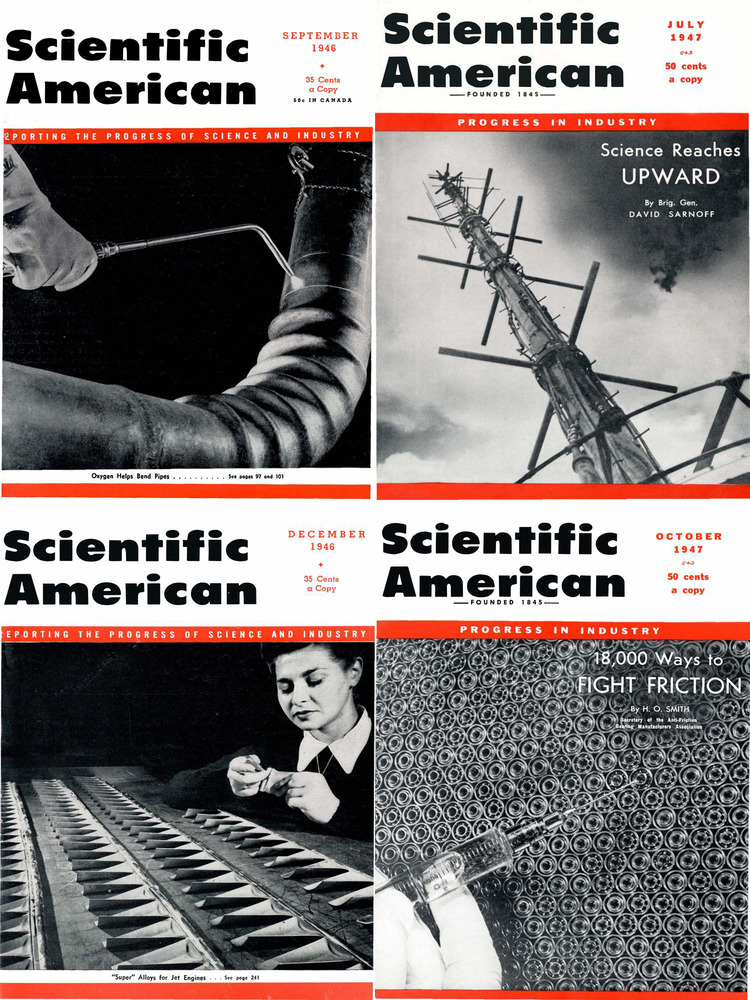 Scientific
American
SEPTEMBER
1946
35 Cents
a Copy
50c IN CANADA
REPORTING THE PROGRESS OF SCIENCE AND INDUSTRY
Oxygen Helps Bend Pipes . . . . . . . . . . See pages 97 and 101
Scientific
American
FOUNDED 1845
JULY
1947
50 cents
a copy
PROGRESS IN INDUSTRY
Science Reaches
UPWARD
By Brig. Gen.
DAVID SARNOFF
Scientific
American
DECEMBER
1946
35 Cents
a Copy
EPORTING THE PROGRESS OF SCIENCE AND INDUSTRY
"Super" Alloys for Jet Engines . . . See page 241
Scientific
American
FOUNDED 1845
OCTOBER
1947
50 cents
a copy
PROGRESS IN INDUSTRY
18,000 Ways to
FIGHT FRICTION
By H. O. SMITH
Secretary of the Anti-Friction
Bearing Manufacturers Association